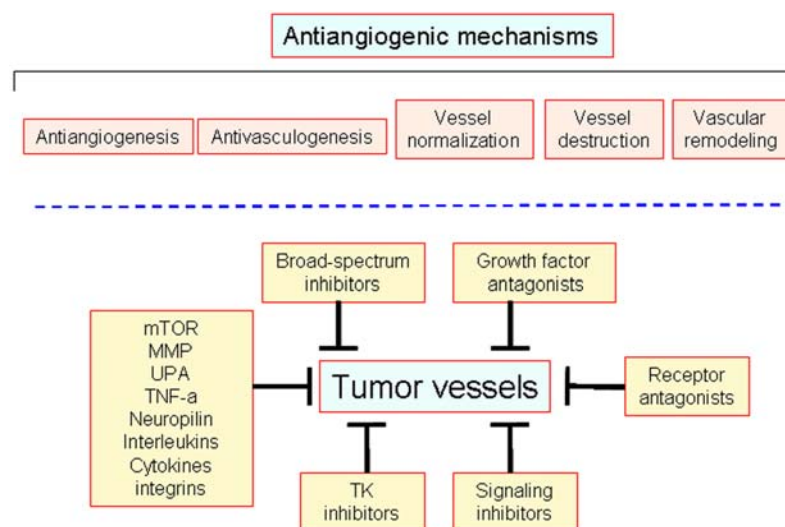 Antiangiogenic mechanisms
Antiangiogenesis
Antivasculogenesis
Vessel
normalization
Vessel
destruction
Vascular
remodeling
Broad-spectrum
inhibitors
Growth factor
antagonists
mTOR
MMP
UPA
TNF-a
Neuropilin
Interleukins
Cytokines
integrins
Tumor vessels
Receptor
antagonists
TK
inhibitors
Signaling
inhibitors